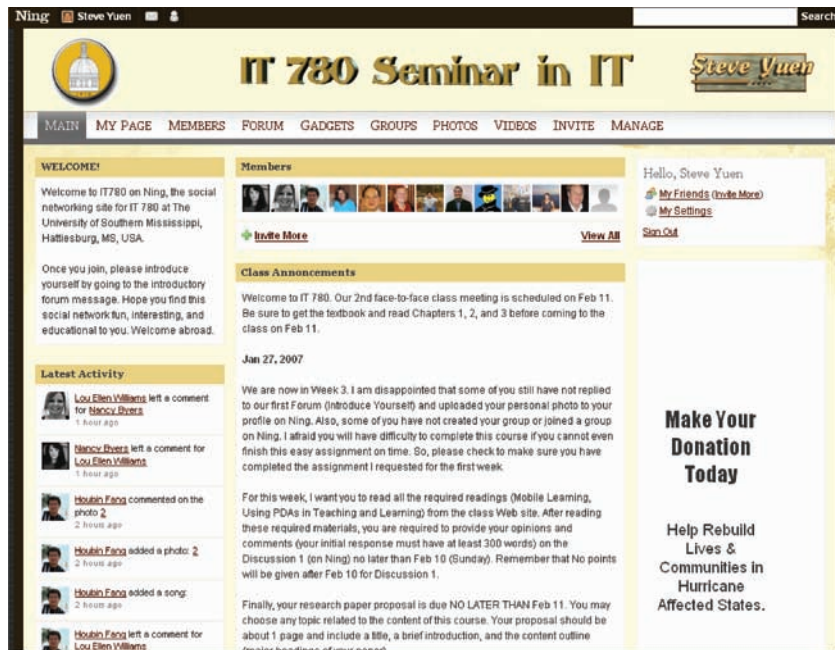 Ning Steve Yuen Search
IT 780 Seminar in IT
Steve Yuen
MAIN MY PAGE MEMBERS FORUM GADGETS GROUPS PHOTOS VIDEOS INVITE MANAGE
WELCOME!
Welcome to IT780 on Ning, the social
networking site for IT 780 at The
University of Southern Mississippi,
Hattiesburg, MS, USA.
Once you join, please introduce
yourself by going to the introductory
forum message. Hope you find this
social network fun, interesting, and
educational to you. Welcome abroad.
Latest Activity
Lou Ellen Williams left a comment
for Nancy Byers
1 hour ago
Nancy Byers left a comment for
Lou Ellen Williams
1 hour ago
Houbin Fang commented on the
photo 2
2 hours ago
Houbin Fang added a photo: 2
2 hours ago
Houbin Fang added a song:
2 hours ago
Houbin Fang left a comment for
Lou Ellen Williams
Members
Invite More View All
Class Annoncements
Welcome to IT 780. Our 2nd face-to-face class meeting is scheduled on Feb 11.
Be sure to get the textbook and read Chapters 1, 2, and 3 before coming to the
class on Feb 11.
Jan 27, 2007
We are now in Week 3. I am disappointed that some of you still have not replied
to our first Forum (Introduce Yourself) and uploaded your personal photo to your
profile on Ning. Also, some of you have not created your group or joined a group
on Ning. I afraid you will have difficulty to complete this course if you cannot even
finish this easy assignment on time. So, please check to make sure you have
completed the assignment I requested for the first week.
For this week, I want you to read all the required readings (Mobile Learning,
Using PDAs in Teaching and Learning) from the class Web site. After reading
these required materials, you are required to provide your opinions and
comments (your initial response must have at least 300 words) on the
Discussion 1 (on Ning) no later than Feb 10 (Sunday). Remember that No points
will be given after Feb 10 for Discussion 1.
Finally, your research paper proposal is due NO LATER THAN Feb 11. You may
choose any topic related to the content of this course. Your proposal should be
about 1 page and include a title, a brief introduction, and the content outline
(major headings of your paper).
Hello, Steve Yuen
My Friends (Invite More)
My Settings
Sign Out
Make Your
Donation
Today
Help Rebuild
Lives &
Communities in
Hurricane
Affected States.